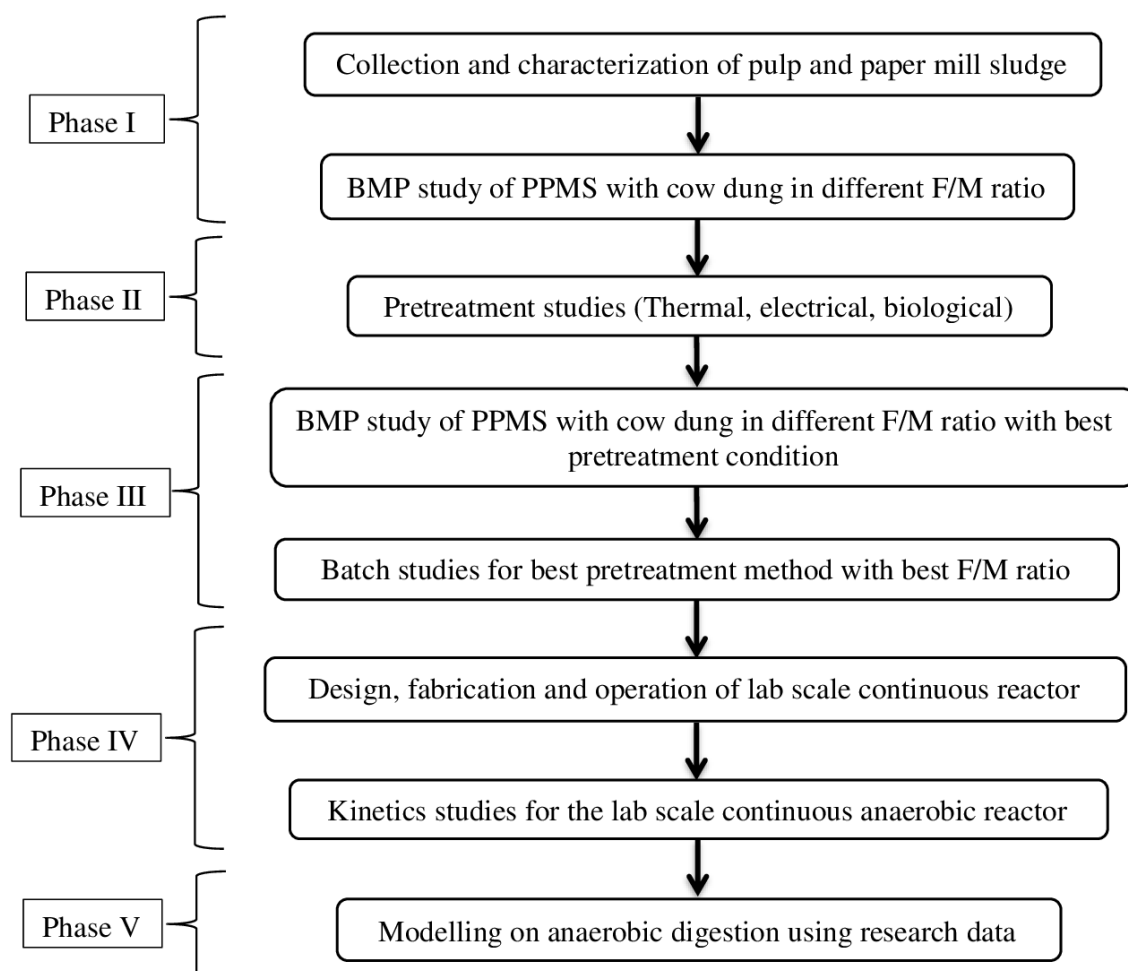 Phase I
Collection and characterization of pulp and paper mill sludge
BMP study of PPMS with cow dung in different F/M ratio
Phase II
Pretreatment studies (Thermal, electrical, biological)
Phase III
BMP study of PPMS with cow dung in different F/M ratio with best
pretreatment condition
Batch studies for best pretreatment method with best F/M ratio
Phase IV
Design, fabrication and operation of lab scale continuous reactor
Kinetics studies for the lab scale continuous anaerobic reactor
Phase V
Modelling on anaerobic digestion using research data